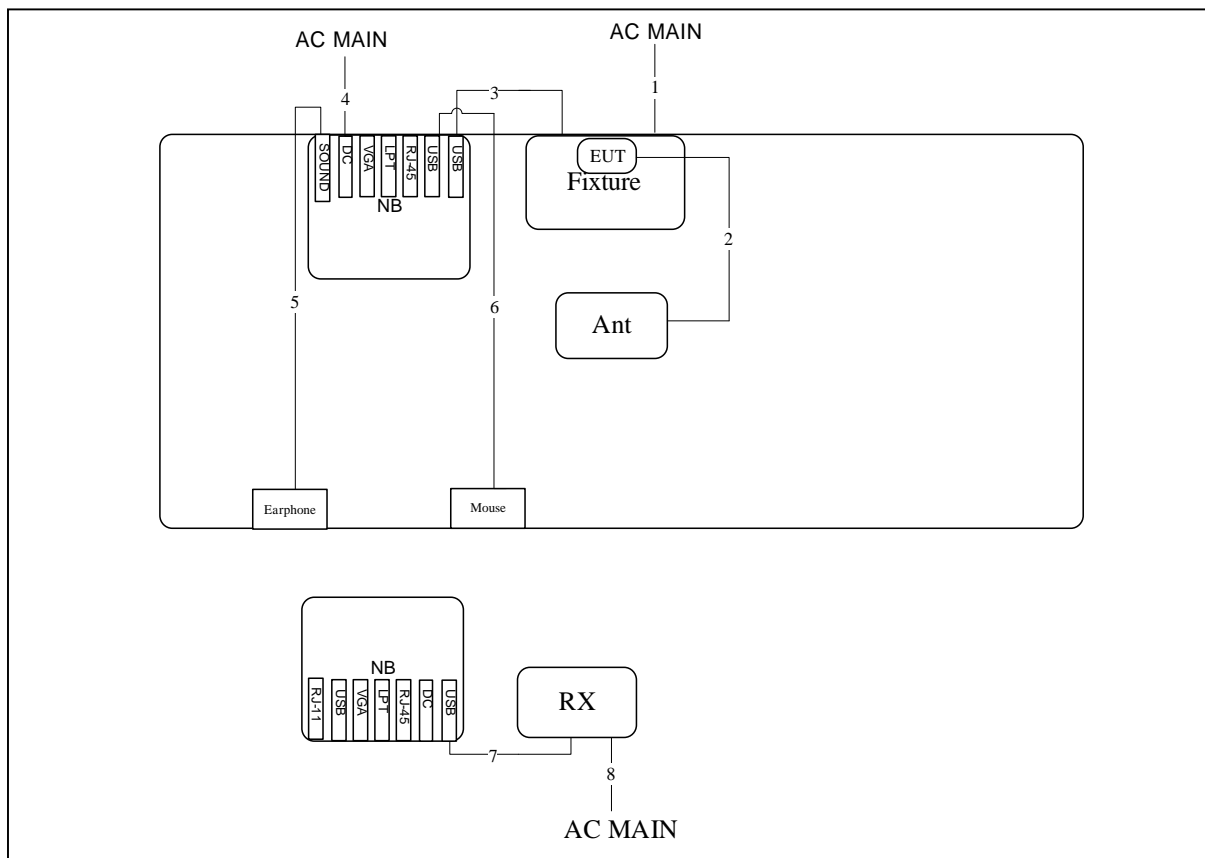 AC MAIN
AC MAIN
1
3
4
SOUND
DC
VGA
LPT
RJ-45
USB
USB
NB
EUT
Fixture
2
5
6
Ant
Earphone
Mouse
NB
RJ-11
USB
VGA
LPT
RJ-45
DC
USB
RX
7
8
AC MAIN